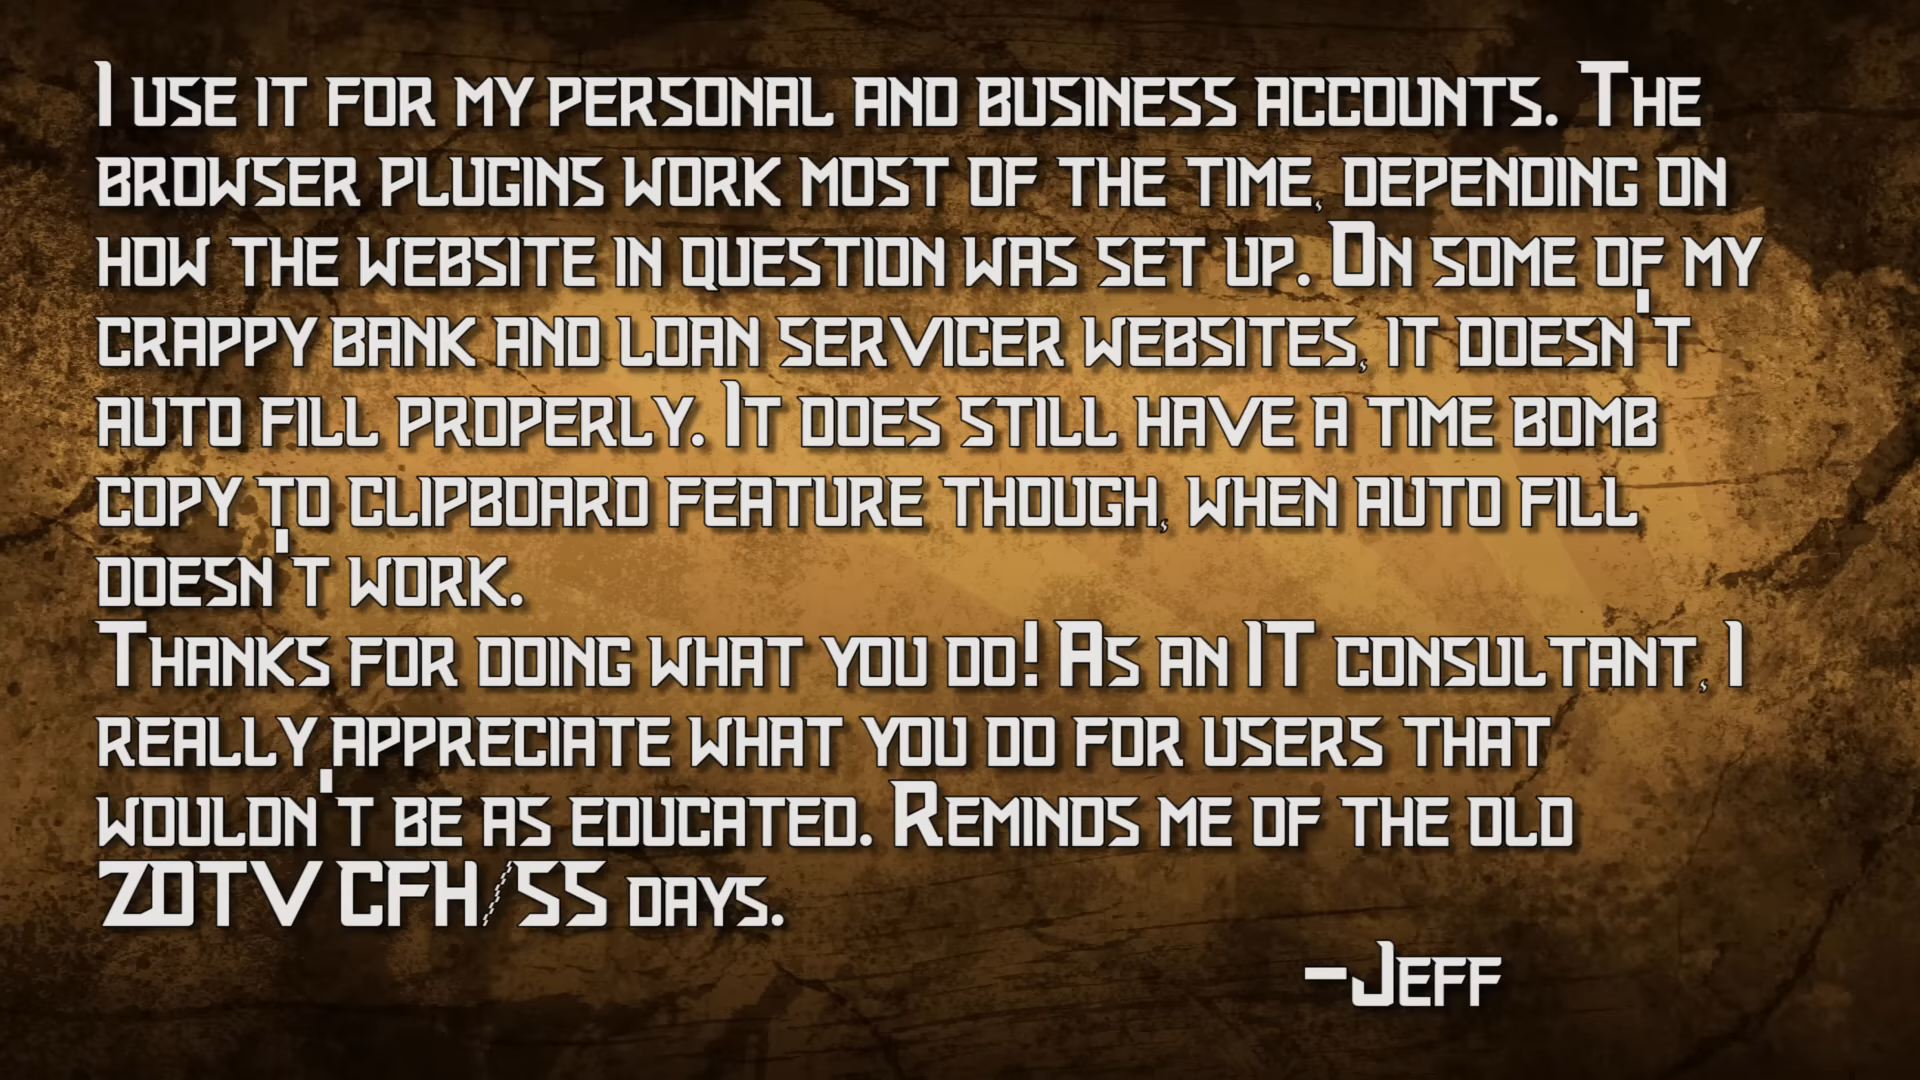 I use it for my personal and business accounts. The
browser plugins work most of the time, depending on
how the website in question was set up. On some of my
crappy bank and loan servicer websites, it doesn't
auto fill properly. It does still have a time bomb
copy to clipboard feature though, when auto fill
doesn't work.
Thanks for doing what you do! As an IT consultant, I
really appreciate what you do for users that
wouldn't be as educated. Reminds me of the old
ZDTV CFH/SS days.
-Jeff